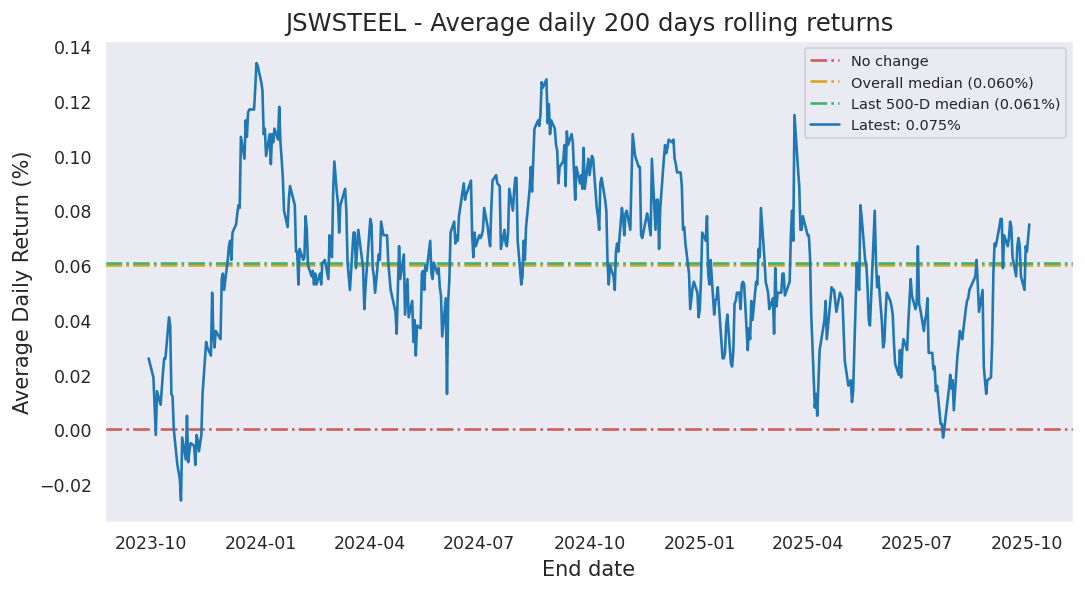 JSWSTEEL - Average daily 200 days rolling returns
Average Daily Return (%)
0.14
0.12
0.10
0.08
0.06
0.04
0.02
0.00
−0.02
No change
Overall median (0.060%)
Last 500-D median (0.061%)
Latest: 0.075%
2023-10 2024-01 2024-04 2024-07 2024-10 2025-01 2025-04 2025-07 2025-10
End date